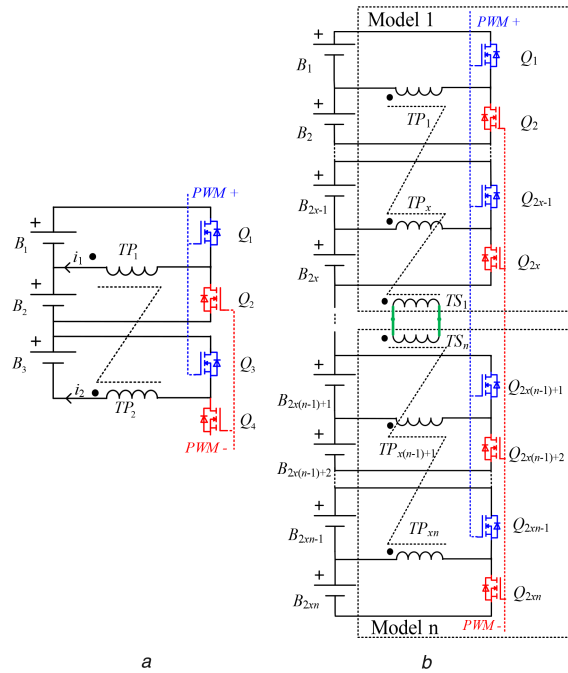 PWM +
+
B1
TP1
Q1
i1
+
B2
Q2
+
B3
Q3
i2
TP2
Q4
PWM -
a
Model 1
PWM +
+
B1
Q1
+
B2
TP1
Q2
+
B2x-1
TPx
Q2x-1
+
B2x
Q2x
TS1
TSn
+
B2x(n-1)+1
Q2x(n-1)+1
+
B2x(n-1)+2
TPx(n-1)+1
Q2x(n-1)+2
+
B2xn-1
TPxn
Q2xn-1
+
B2xn
Q2xn
PWM -
Model n
b